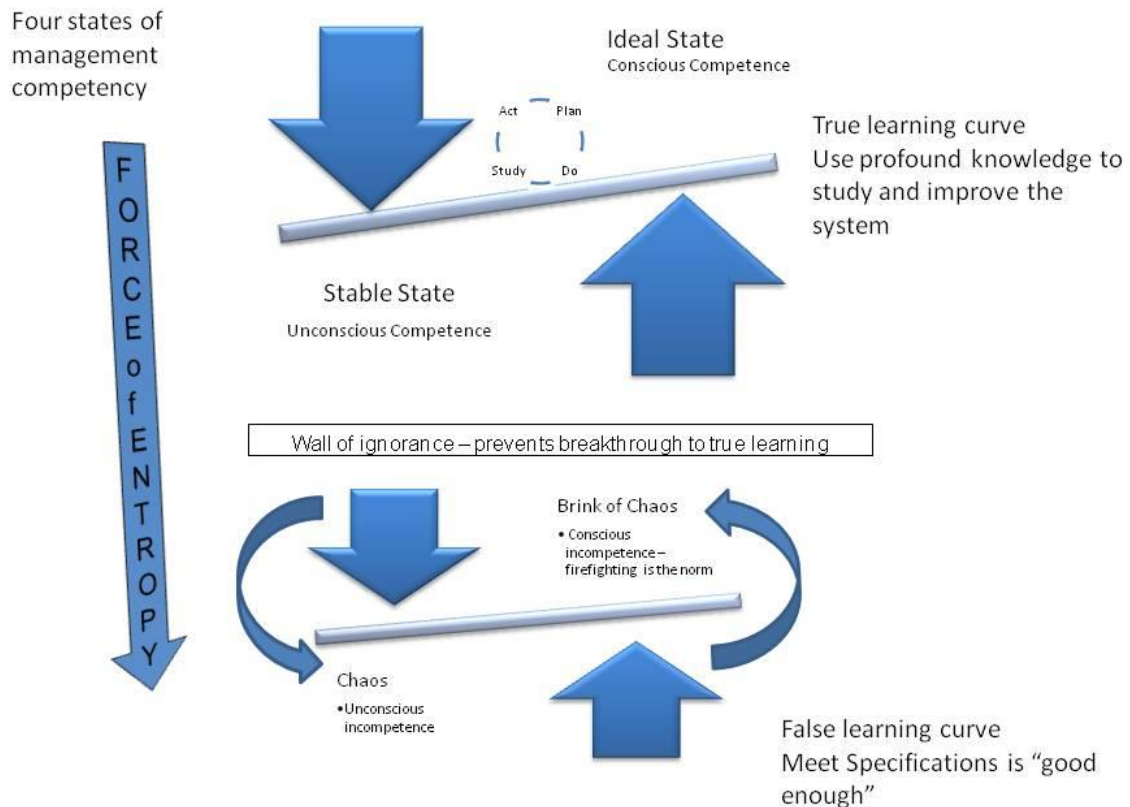 Four states of
management
competency
FORCE of ENTROPY
Ideal State
Conscious Competence
Act Plan
Study Do
True learning curve
Use profound knowledge to
study and improve the
system
Stable State
Unconscious Competence
Wall of ignorance – prevents breakthrough to true learning
Brink of Chaos
• Conscious
incompetence –
firefighting is the norm
Chaos
•Unconscious
incompetence
False learning curve
Meet Specifications is “good
enough”